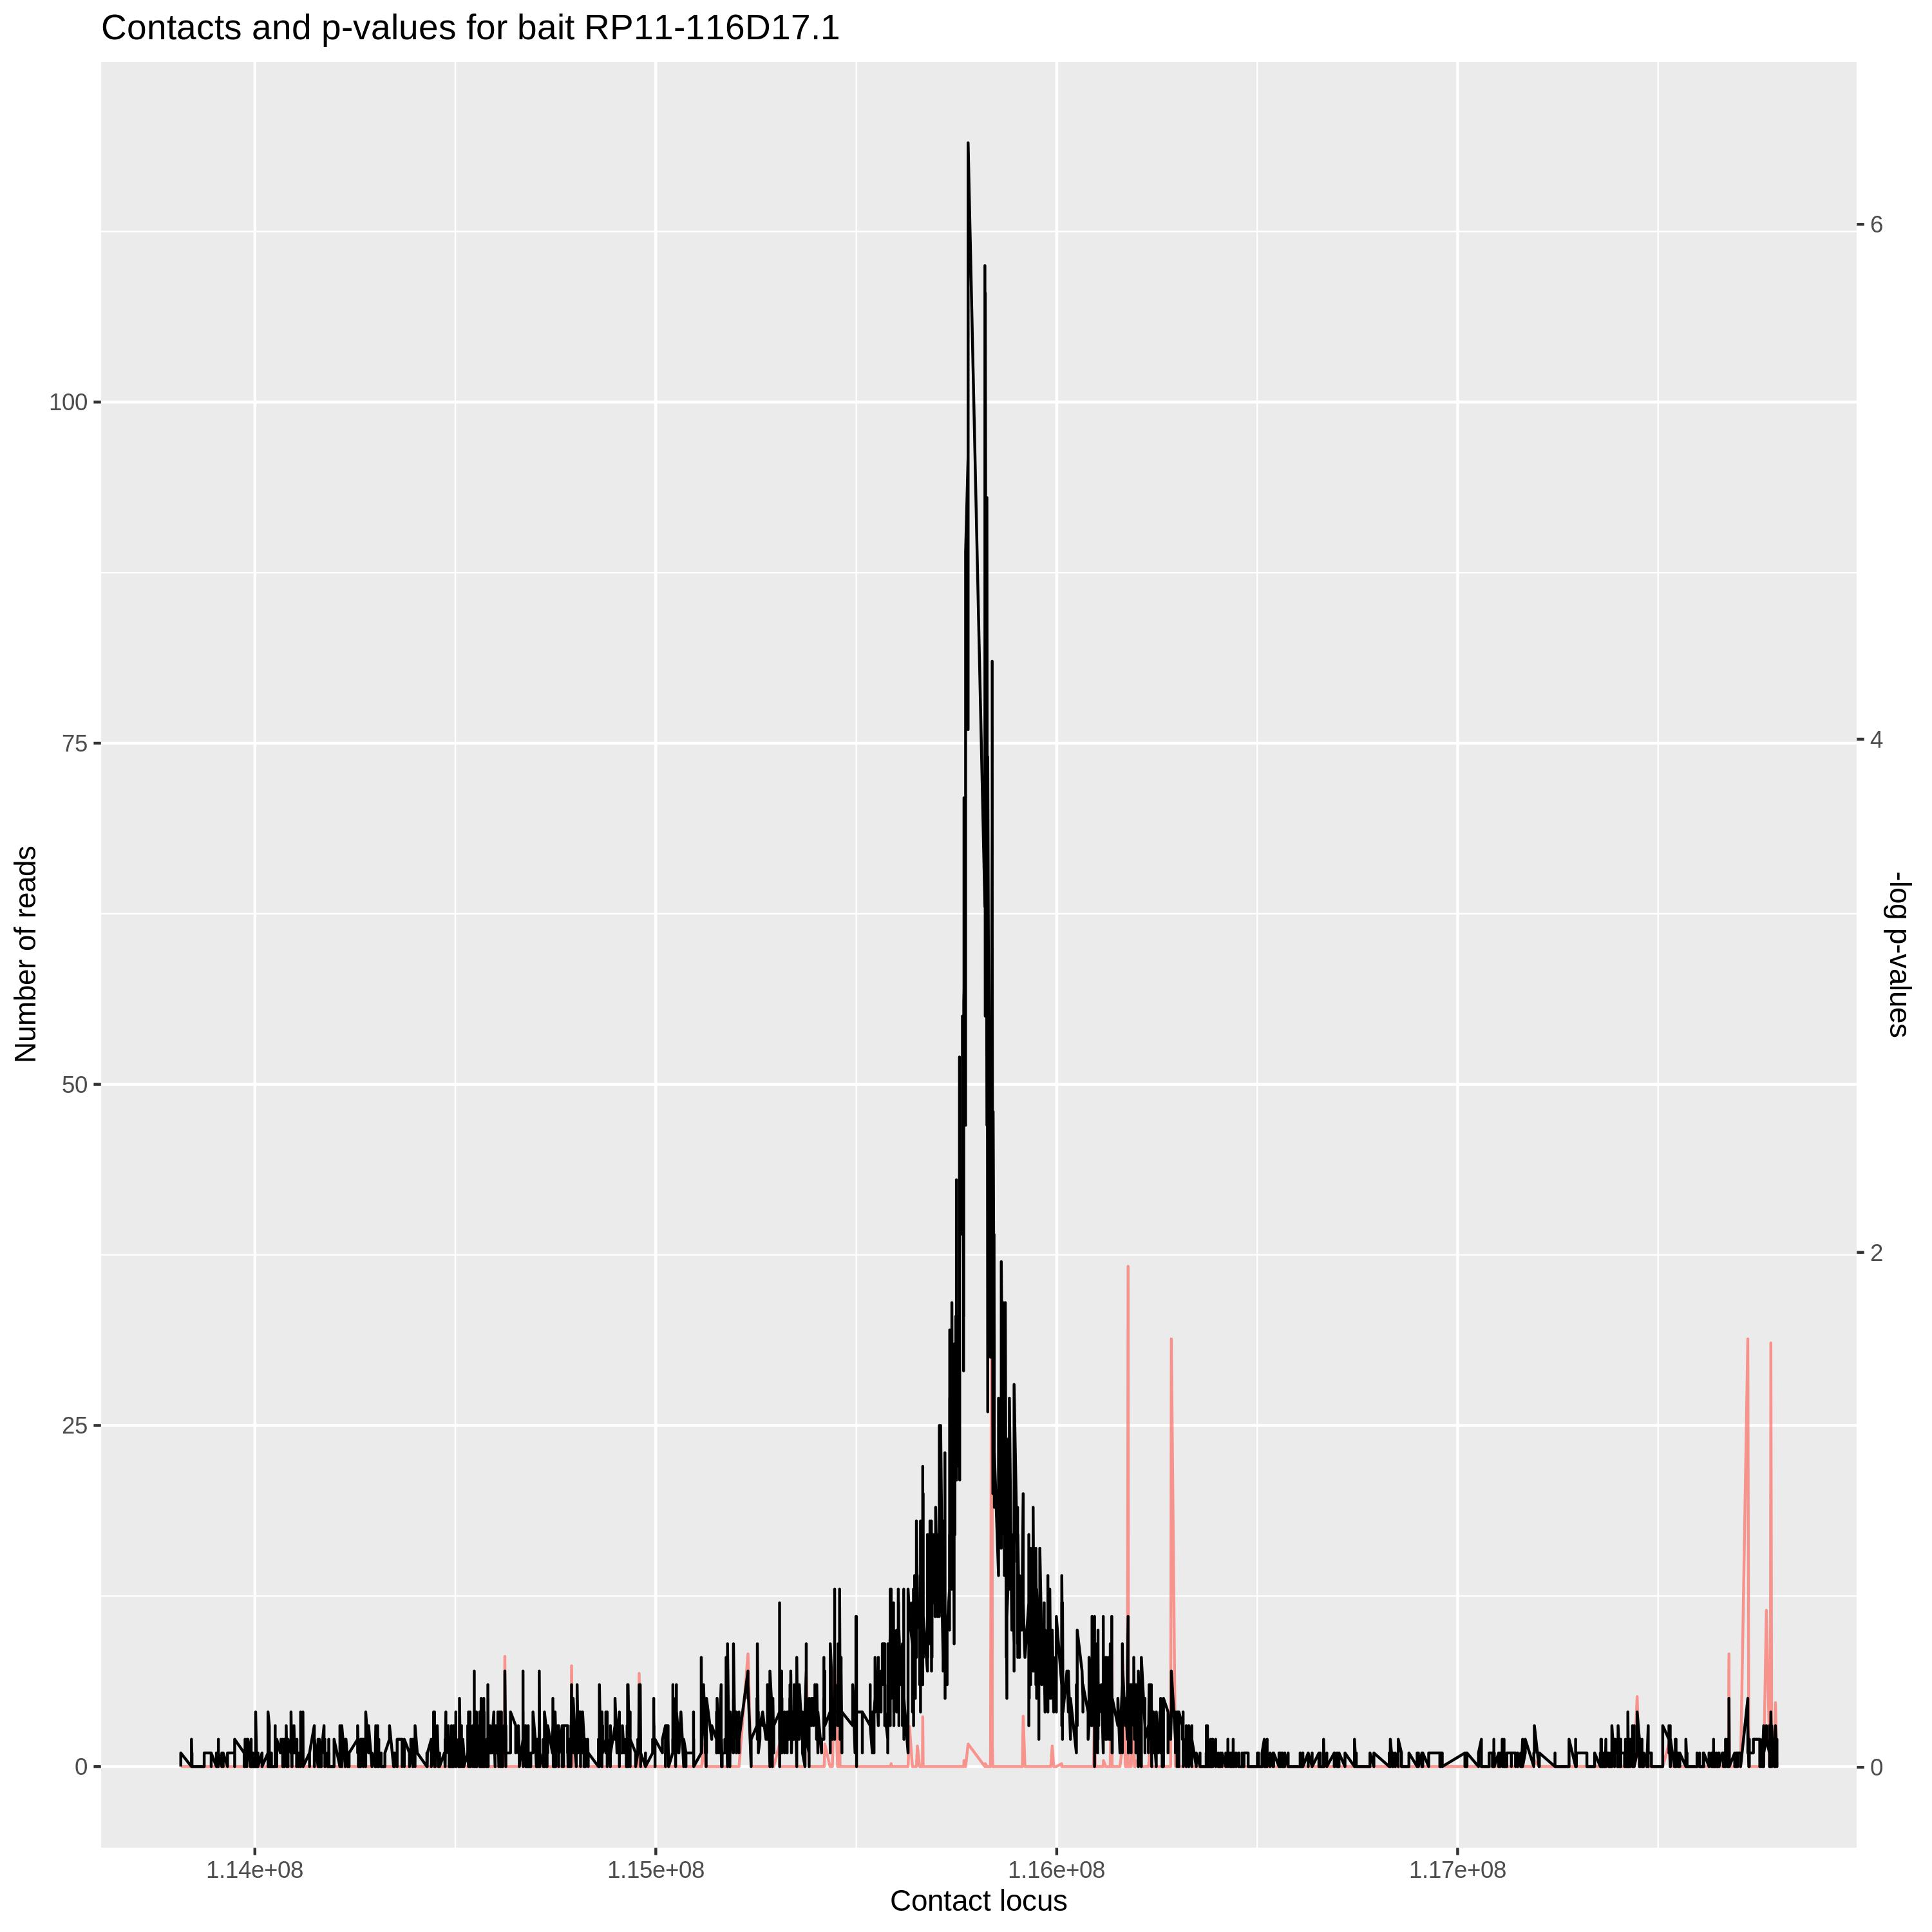 Contacts and p-values for bait RP11-116D17.1
100
75
50
25
0
Number of reads
6
4
2
0
-log p-values
1.14e+08
1.15e+08
1.16e+08
1.17e+08
Contact locus